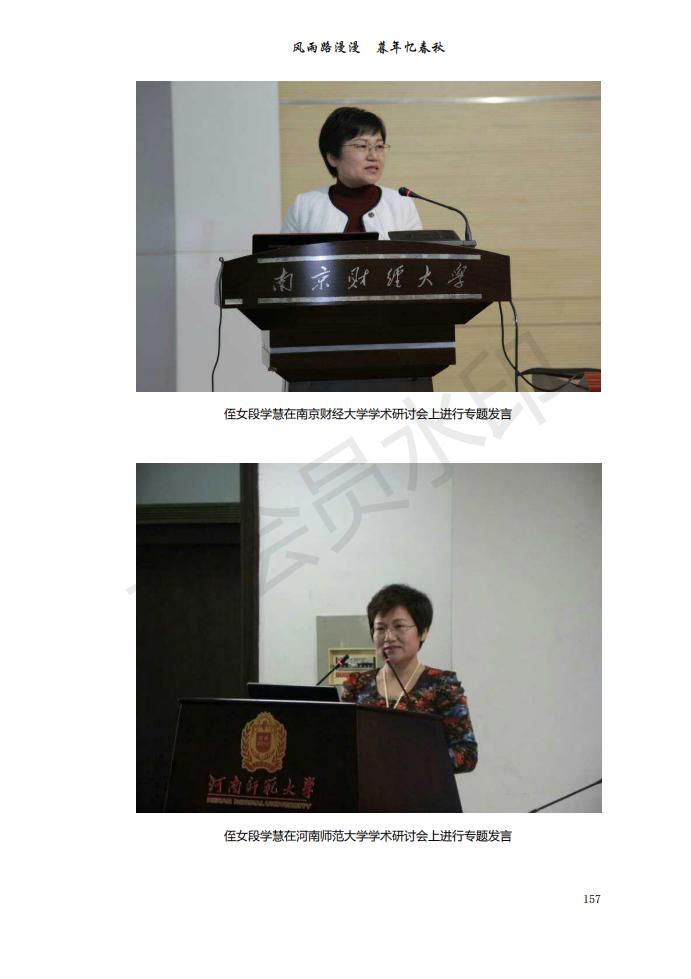 风雨路漫漫 暮年忆春秋
南京财经大学
侄女段学慧在南京财经大学学术研讨会上进行专题发言
会员水印
河南师范大学
HENAN NORMAL UNIVERSITY
侄女段学慧在河南师范大学学术研讨会上进行专题发言
157